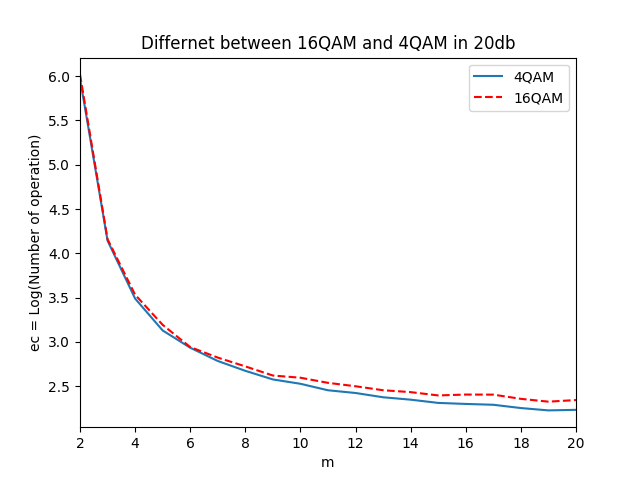 Differnet between 16QAM and 4QAM in 20db
4QAM
16QAM
6.0
5.5
5.0
4.5
4.0
3.5
3.0
2.5
ec = Log(Number of operation)
2 4 6 8 10 12 14 16 18 20
m